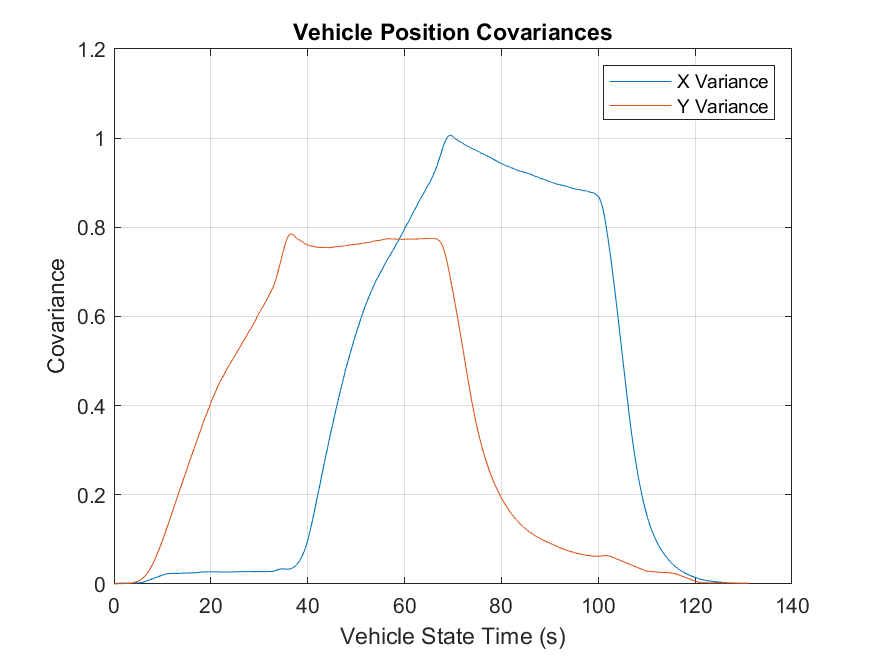 Vehicle Position Covariances
X Variance
Y Variance
1.2
1
0.8
0.6
0.4
0.2
0
Covariance
0 20 40 60 80 100 120 140
Vehicle State Time (s)